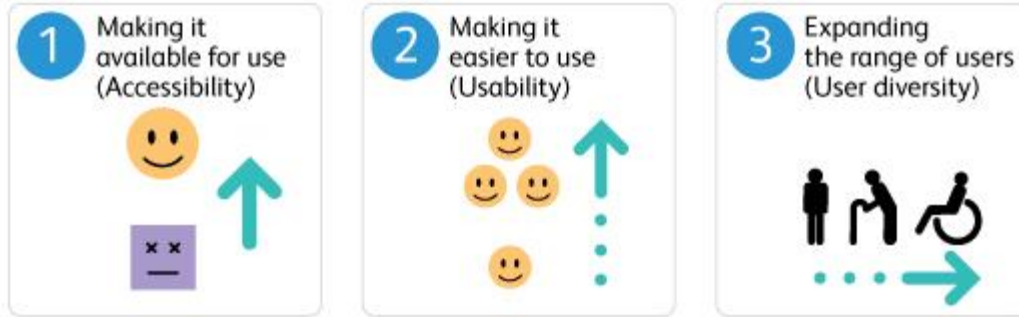 1
Making it
available for use
(Accessibility)
2
Making it
easier to use
(Usability)
3
Expanding
the range of users
(User diversity)